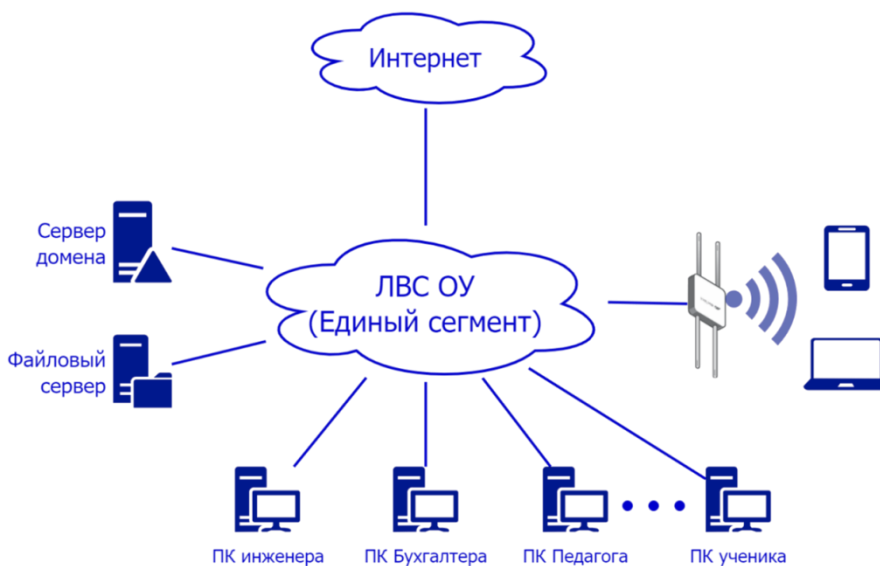 Интернет
Сервер
домена
ЛВС ОУ
(Единый сегмент)
Файловый
сервер
ПК инженера
ПК Бухгалтера
ПК Педагога
ПК ученика